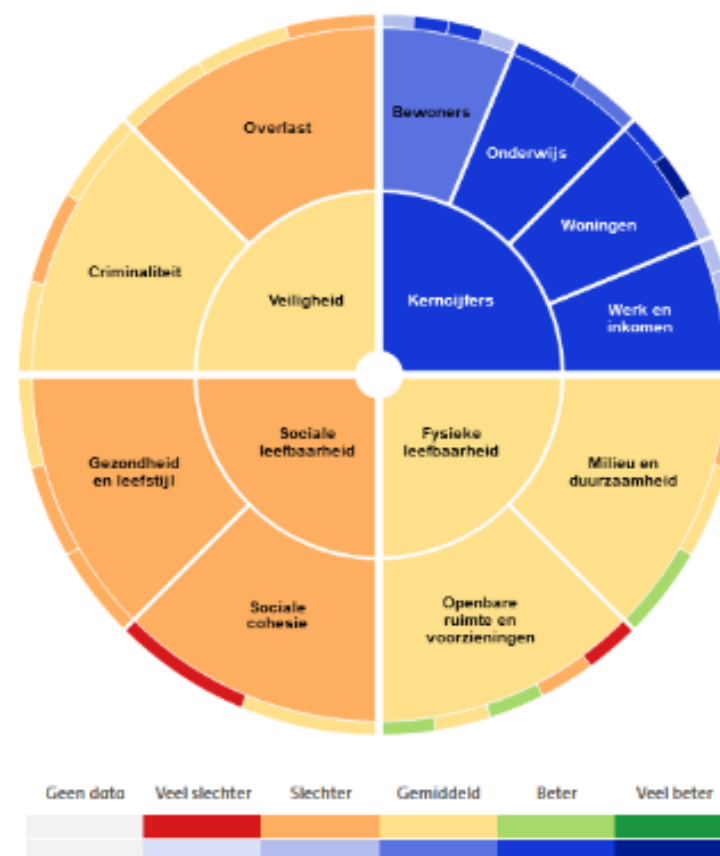 Overlast
Bewoners
Onderwijs
Woningen
Criminaliteit
Veiligheid
Kerncijfers
Werk en
inkomen
Sociale
leefbaarheid
Fysieke
leefbaarheid
Gezondheid
en leefstijl
Milieu en
duurzaamheid
Sociale
cohesie
Openbare
ruimte en
voorzieningen
Geen data Veel slechter Slechter Gemiddeld Beter Veel beter